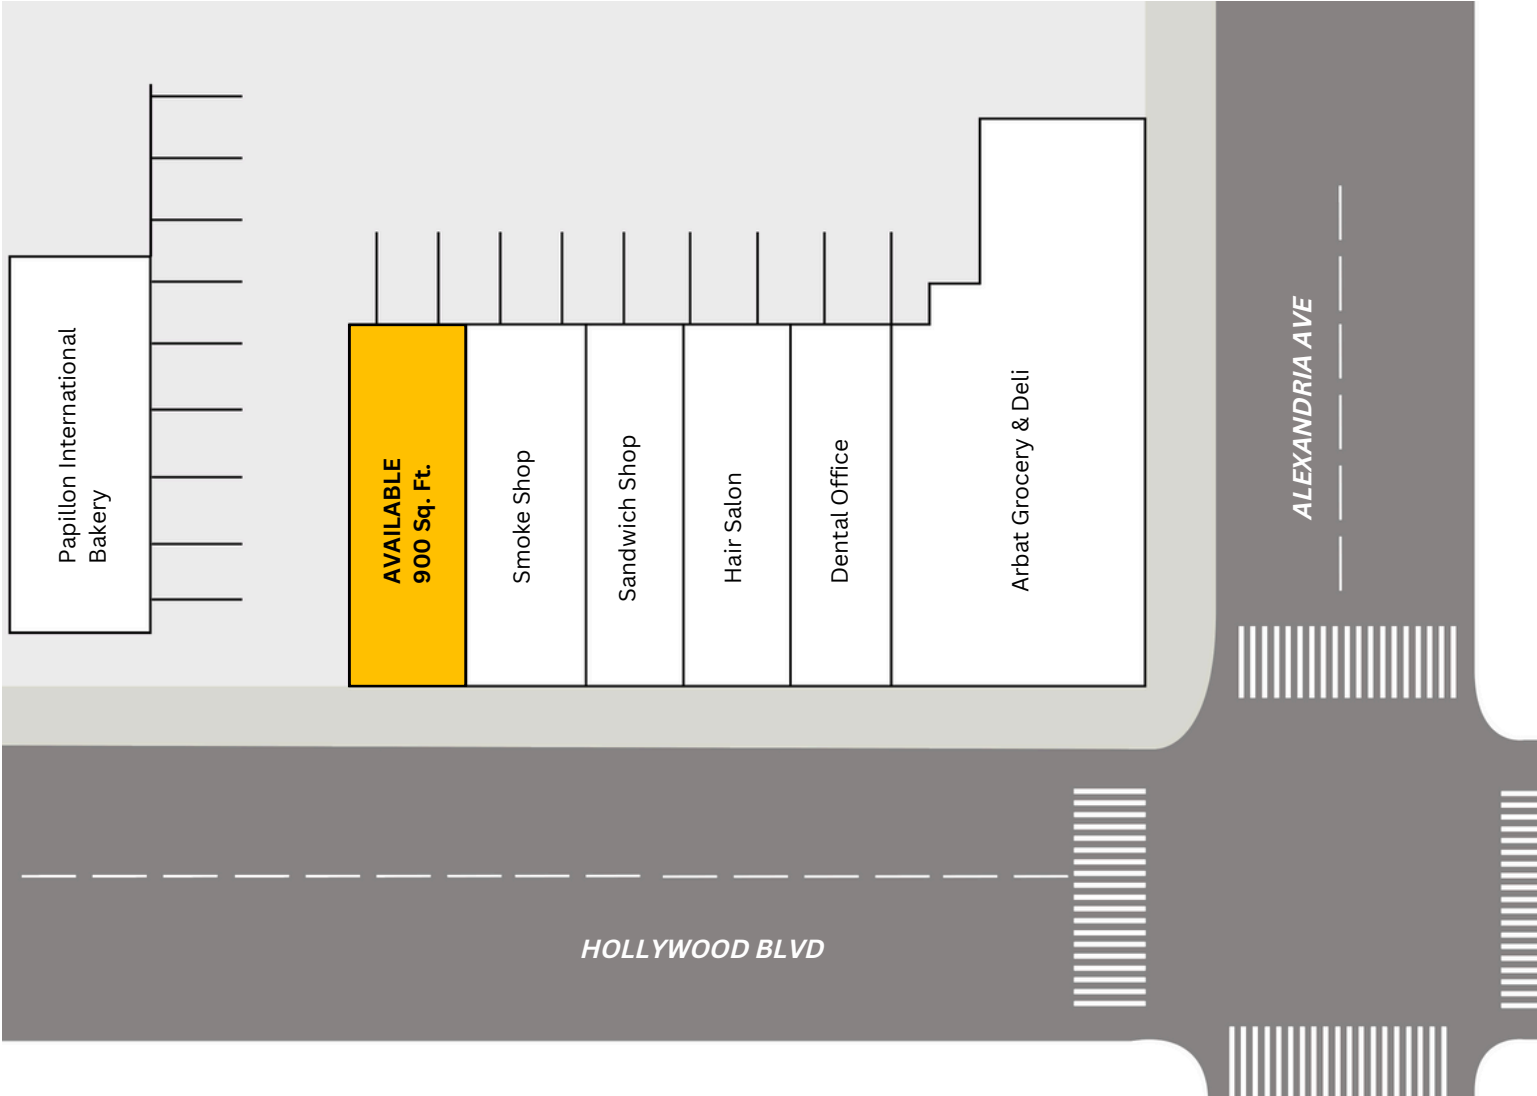 Papillon International
Bakery
AVAILABLE
900 Sq. Ft.
Smoke Shop
Sandwich Shop
Hair Salon
Dental Office
Arbat Grocery & Deli
ALEXANDRIA AVE
HOLLYWOOD BLVD